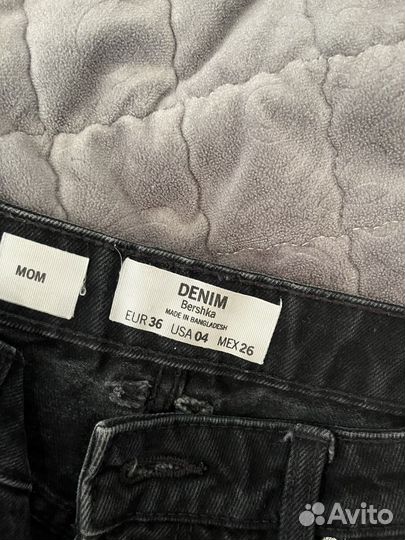 MOM
DENIM
Bershka
MADE IN BANGLADESH
EUR 36 USA 04 MEX 26
Avito